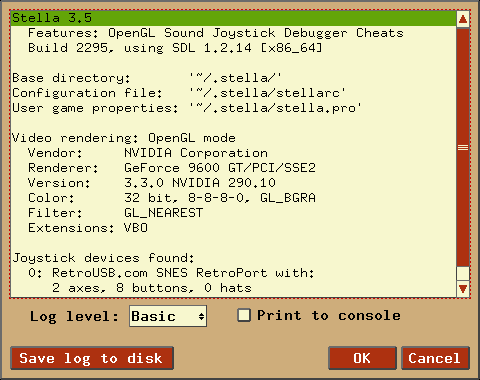 Stella 3.5
Features: OpenGL Sound Joystick Debugger Cheats
Build 2295, using SDL 1.2.14 [x86_64]
Base directory: '~/.stella/'
Configuration file: '~/.stella/stellarc'
User game properties: '~/.stella/stella.pro'
Video rendering: OpenGL mode
Vendor: NVIDIA Corporation
Renderer: GeForce 9600 GT/PCI/SSE2
Version: 3.3.0 NVIDIA 290.10
Color: 32 bit, 8-8-8-0, GL_BGRA
Filter: GL_NEAREST
Extensions: VBO
Joystick devices found:
0: RetroUSB.com SNES RetroPort with:
2 axes, 8 buttons, 0 hats
Log level: Basic Print to console
Save log to disk OK Cancel